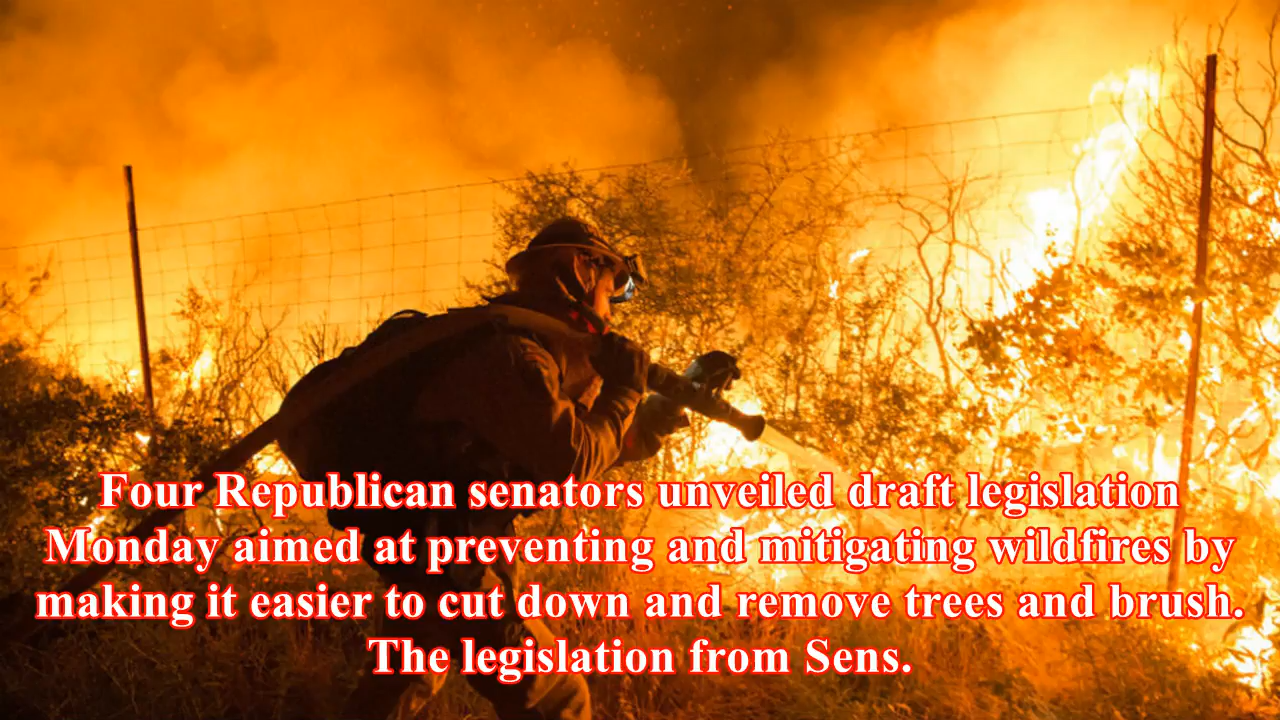 Four Republican senators unveiled draft legislation
Monday aimed at preventing and mitigating wildfires by
making it easier to cut down and remove trees and brush.
The legislation from Sens.